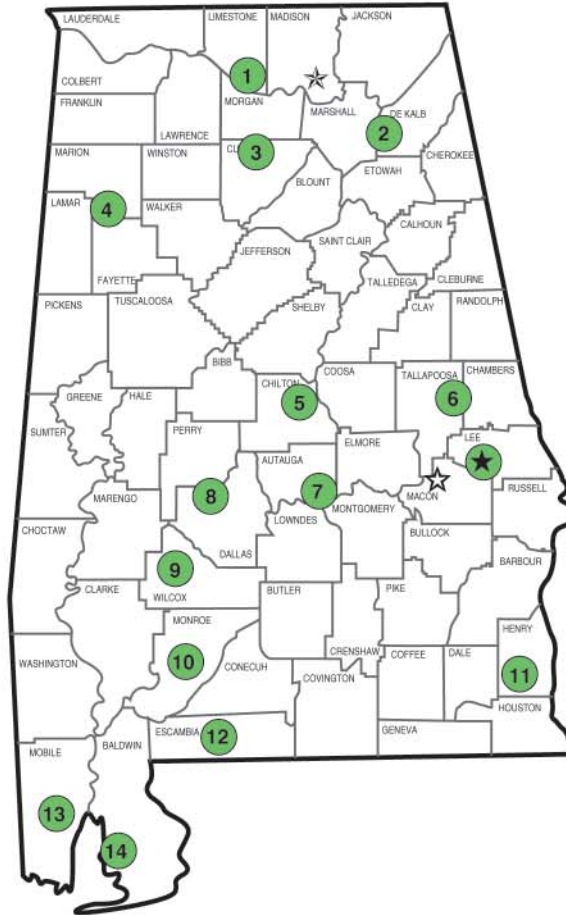 LAUDERDALE
LIMESTONE
MADISON
JACKSON
COLBERT
1
FRANKLIN
LAWRENCE
MORGAN
MARSHALL
DE KALB
2
MARION
WINSTON
3
BLOUNT
ETOWAH
CHEROKEE
LAMAR
4
WALKER
JEFFERSON
SAINT CLAIR
CALHOUN
FAYETTE
PICKENS
TUSCALOOSA
SHELBY
TALLEDEGA
CLEBURNE
CLAY
RANDOLPH
BIBB
GREENE
HALE
CHILTON
COOSA
TALLAPOOSA
CHAMBERS
5
6
SUMTER
PERRY
AUTAUGA
ELMORE
LEE
MARENGO
8
7
MACON
RUSSELL
LOWNDES
MONTGOMERY
CHOCTAW
DALLAS
BULLOCK
BARBOUR
9
CLARKE
WILCOX
BUTLER
PIKE
MONROE
HENRY
WASHINGTON
10
CONECUH
CRENSHAW
COFFEE
DALE
11
COVINGTON
HOUSTON
ESCAMBIA
12
GENEVA
MOBILE
BALDWIN
13
14